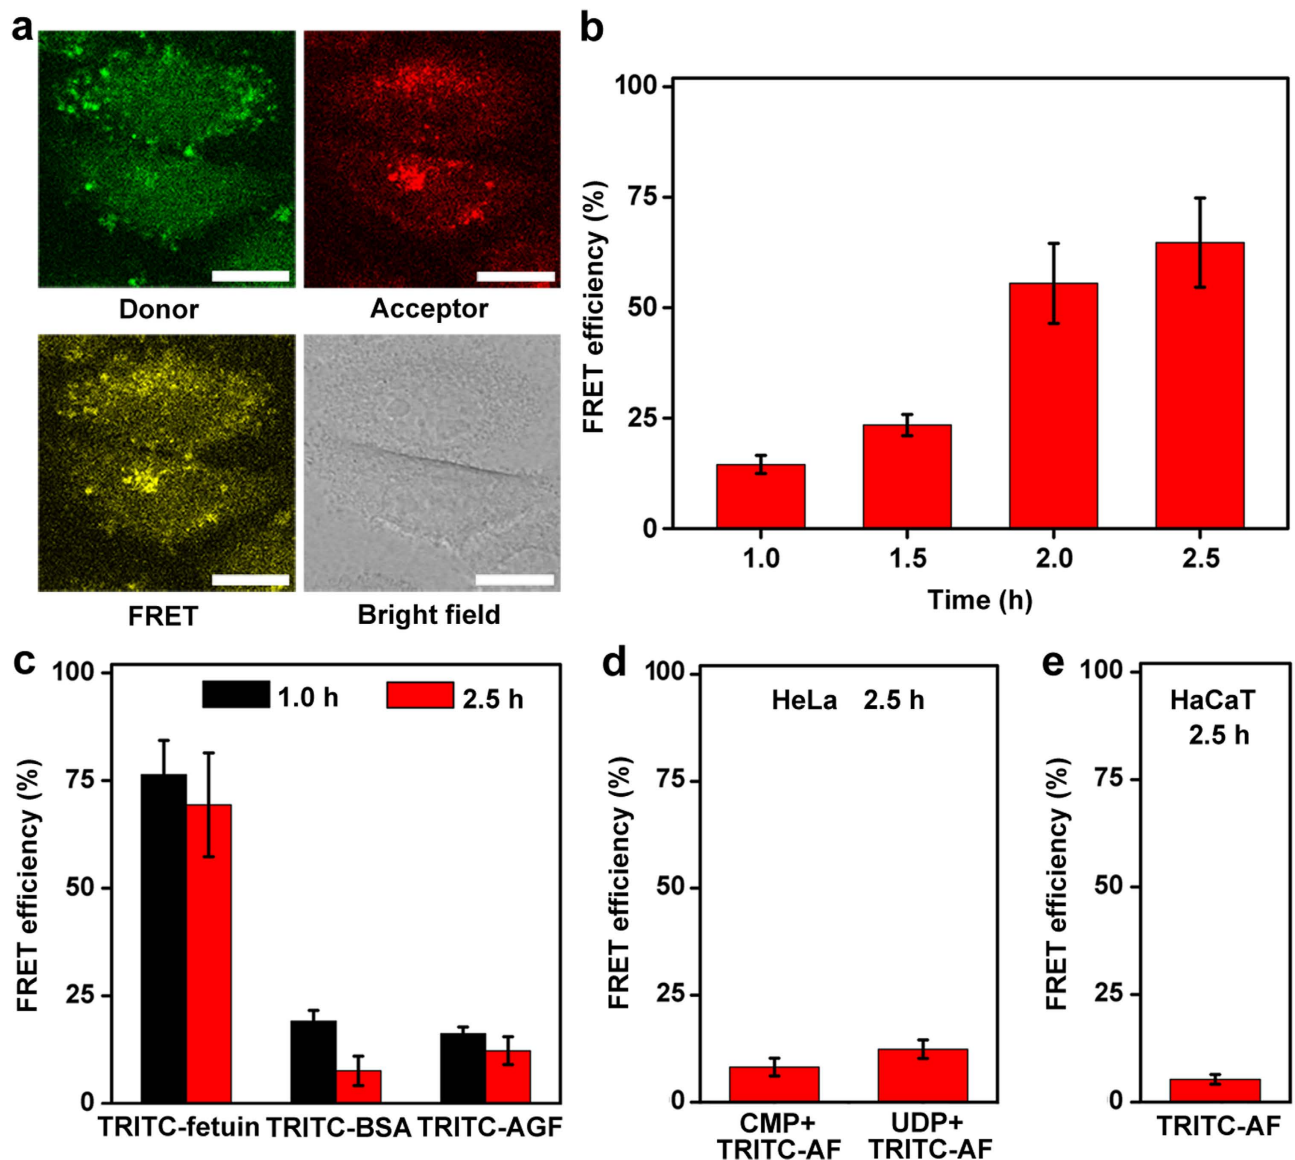 a
Donor
Acceptor
FRET
Bright field
b
100
75
50
25
0
FRET efficiency (%)
1.0 1.5 2.0 2.5
Time (h)
c
100
75
50
25
0
FRET efficiency (%)
1.0 h 2.5 h
TRITC-fetuin TRITC-BSA TRITC-AGF
d
100
75
50
25
0
FRET efficiency (%)
HeLa 2.5 h
CMP+
TRITC-AF
UDP+
TRITC-AF
e
100
75
50
25
0
FRET efficiency (%)
HaCaT
2.5 h
TRITC-AF